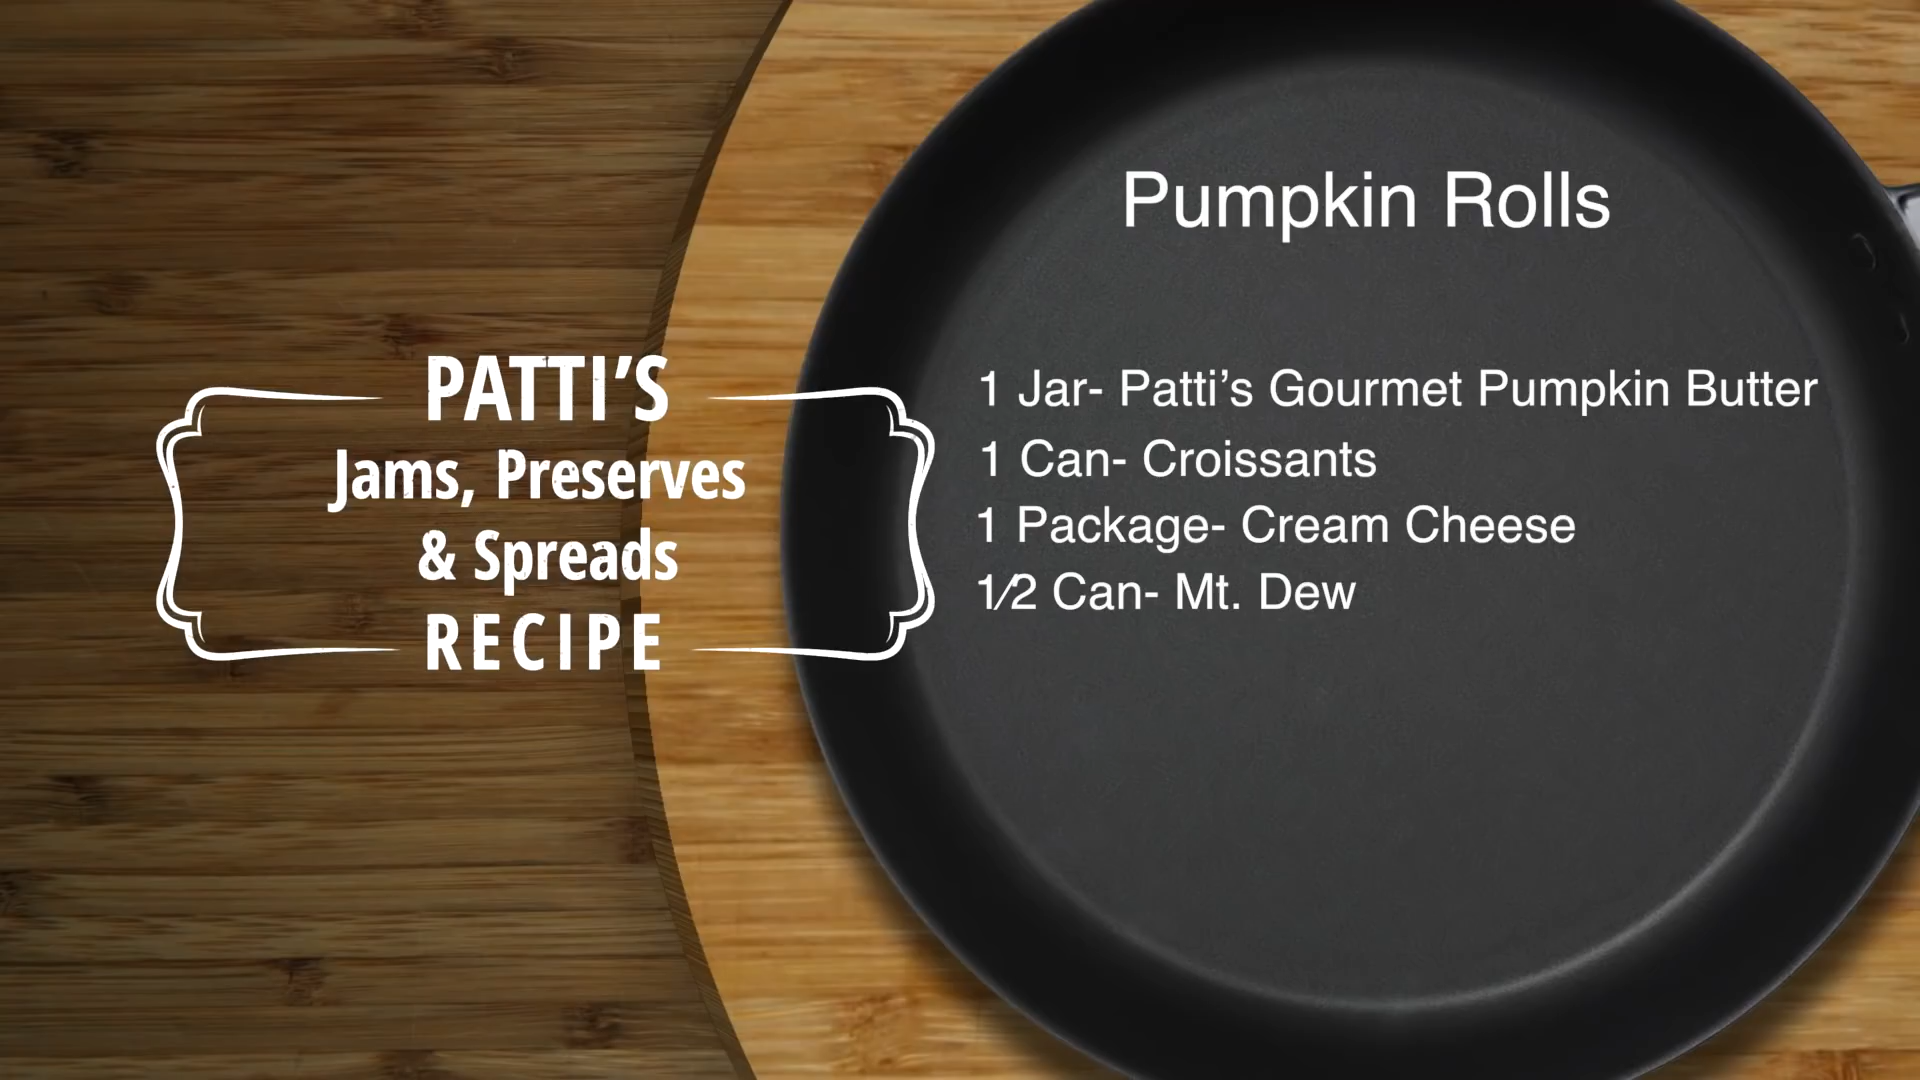 PATTI'S
Jams, Preserves
& Spreads
RECIPE
Pumpkin Rolls
1 Jar- Patti's Gourmet Pumpkin Butter
1 Can- Croissants
1 Package- Cream Cheese
1⁄2 Can- Mt. Dew